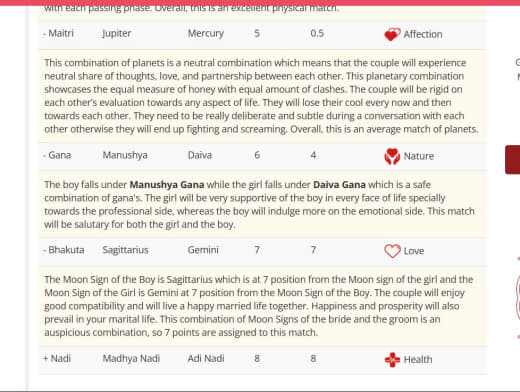 with each passing phase. Overall, this is an excellent physical match.
- Maitri Jupiter Mercury 5 0.5 Affection
This combination of planets is a neutral combination which means that the couple will experience
neutral share of thoughts, love, and partnership between each other. This planetary combination
showcases the equal measure of honey with equal amount of clashes. The couple will be rigid on
each other's evaluation towards any aspect of life. They will lose their cool every now and then
towards each other. They need to be really deliberate and subtle during a conversation with each
other otherwise they will end up fighting and screaming. Overall, this is an average match of planets.
- Gana Manushya Daiva 6 4 Nature
The boy falls under Manushya Gana while the girl falls under Daiva Gana which is a safe
combination of gana's. The girl will be very supportive of the boy in every face of life specially
towards the professional side, whereas the boy will indulge more on the emotional side. This match
will be salutary for both the girl and the boy.
- Bhakuta Sagittarius Gemini 7 7 Love
The Moon Sign of the Boy is Sagittarius which is at 7 position from the Moon sign of the girl and the
Moon Sign of the Girl is Gemini at 7 position from the Moon Sign of the Boy. The couple will enjoy
good compatibility and will live a happy married life together. Happiness and prosperity will also
prevail in your marital life. This combination of Moon Signs of the bride and the groom is an
auspicious combination, so 7 points are assigned to this match.
+ Nadi Madhya Nadi Adi Nadi 8 8 Health